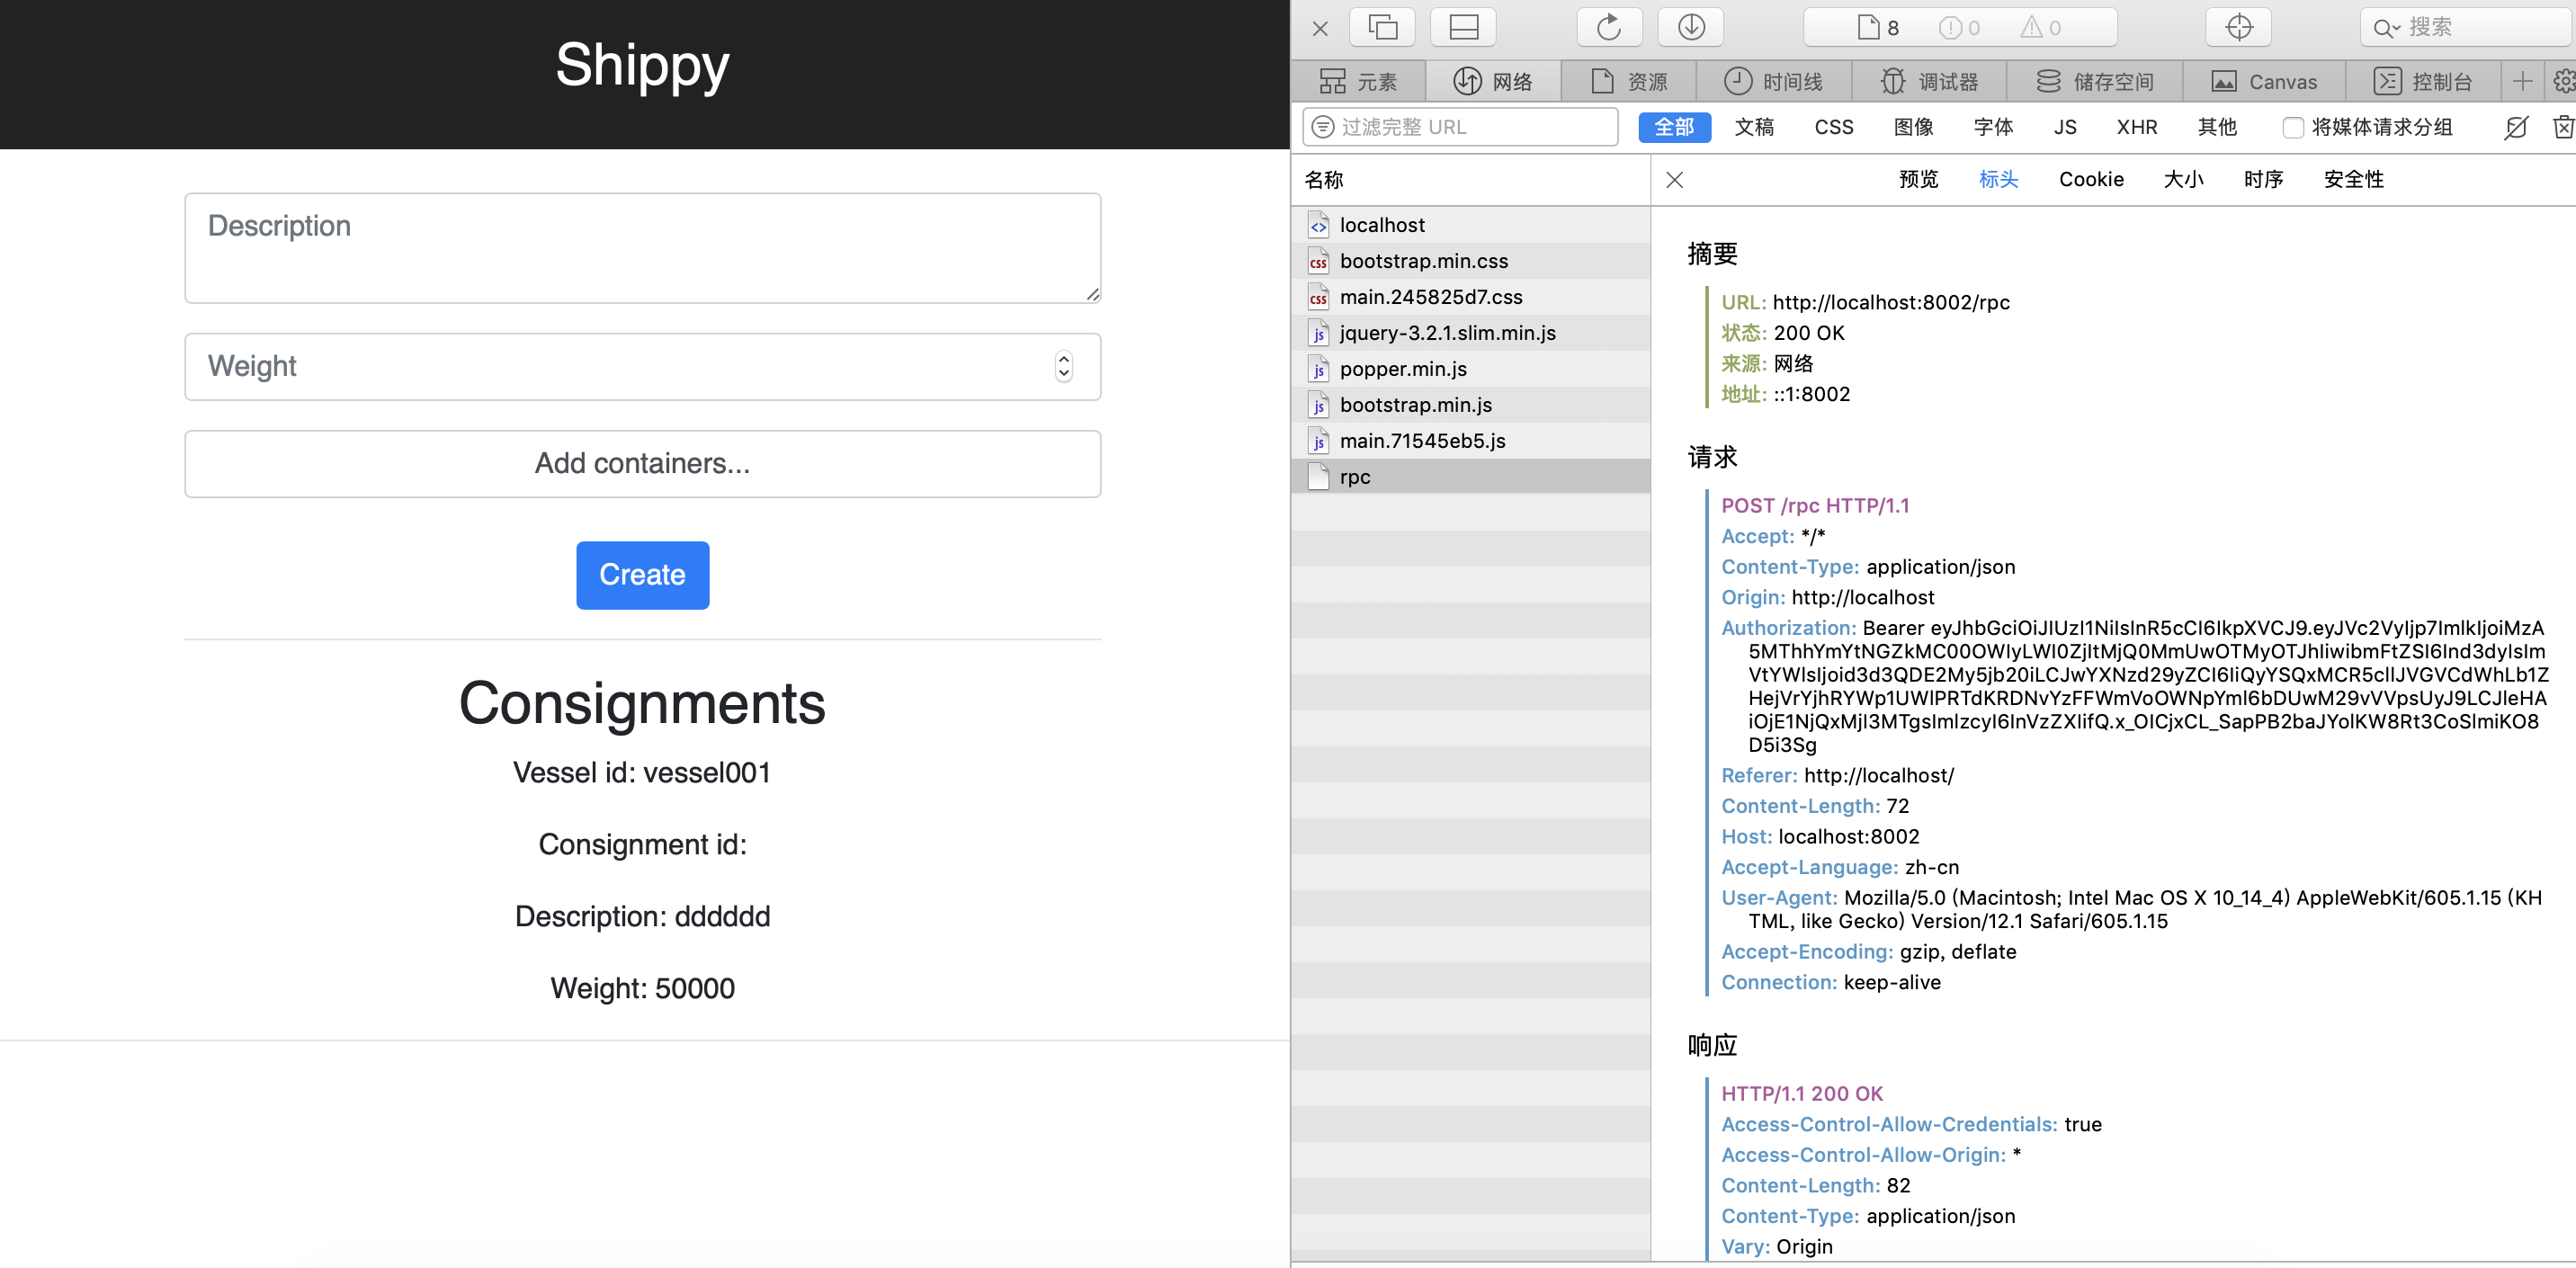 Shippy
Description
Weight
Add containers...
Create
Consignments
Vessel id: vessel001
Consignment id:
Description: dddddd
Weight: 50000
8 0 0
搜索
元素 网络 资源 时间线 调试器 储存空间 Canvas 控制台
过滤完整 URL 全部 文稿 CSS 图像 字体 JS XHR 其他 将媒体请求分组
名称
预览 标头 Cookie 大小 时序 安全性
localhost
bootstrap.min.css
main.245825d7.css
jquery-3.2.1.slim.min.js
popper.min.js
bootstrap.min.js
main.71545eb5.js
rpc
摘要
URL: http://localhost:8002/rpc
状态: 200 OK
来源: 网络
地址: ::1:8002
请求
POST /rpc HTTP/1.1
Accept: */*
Content-Type: application/json
Origin: http://localhost
Authorization: Bearer
Referer: http://localhost/
Content-Length: 72
Host: localhost:8002
Accept-Language: zh-cn
User-Agent: Mozilla/5.0 (Macintosh; Intel Mac OS X 10_14_4) AppleWebKit/605.1.15 (KH
TML, like Gecko) Version/12.1 Safari/605.1.15
Accept-Encoding: gzip, deflate
Connection: keep-alive
响应
HTTP/1.1 200 OK
Access-Control-Allow-Credentials: true
Access-Control-Allow-Origin: *
Content-Length: 82
Content-Type: application/json
Vary: Origin